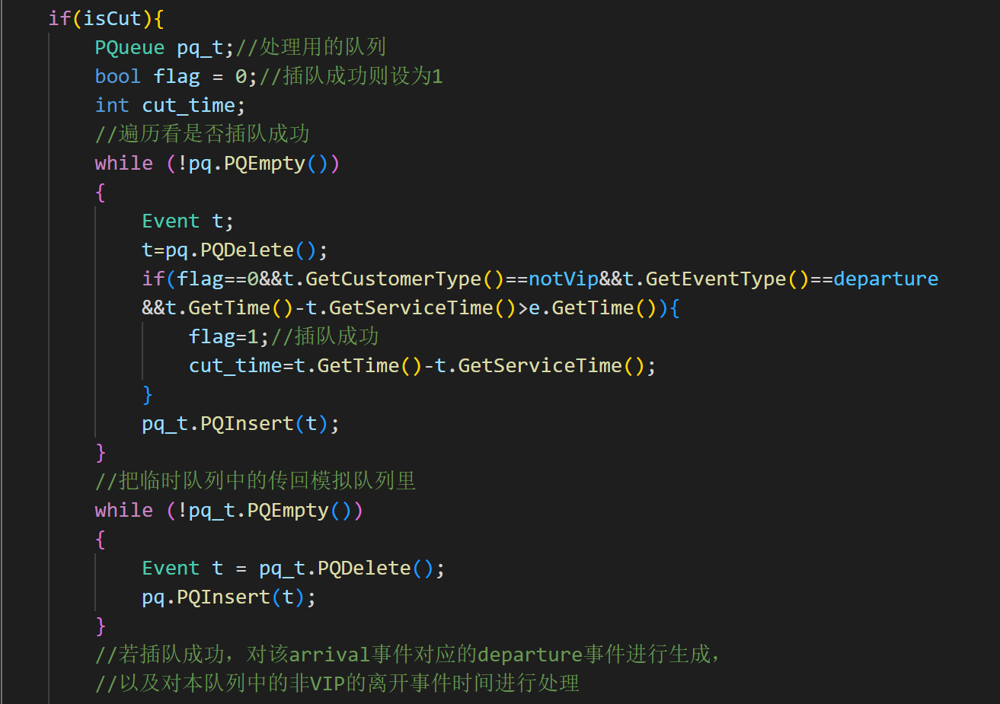 if(isCut){
PQueue pq_t;//处理用的队列
bool flag = 0;//插队成功则设为1
int cut_time;
//遍历看是否插队成功
while (!pq.PQEmpty())
{
Event t;
t=pq.PQDelete();
if(flag==0&&t.GetCustomerType()==notVip&&t.GetEventType()==departure
&&t.GetTime()-t.GetServiceTime()>e.GetTime()){
flag=1;//插队成功
cut_time=t.GetTime()-t.GetServiceTime();
}
pq_t.PQInsert(t);
}
//把临时队列中的传回模拟队列里
while (!pq_t.PQEmpty())
{
Event t = pq_t.PQDelete();
pq.PQInsert(t);
}
//若插队成功，对该arrival事件对应的departure事件进行生成，
//以及对本队列中的非VIP的离开事件时间进行处理